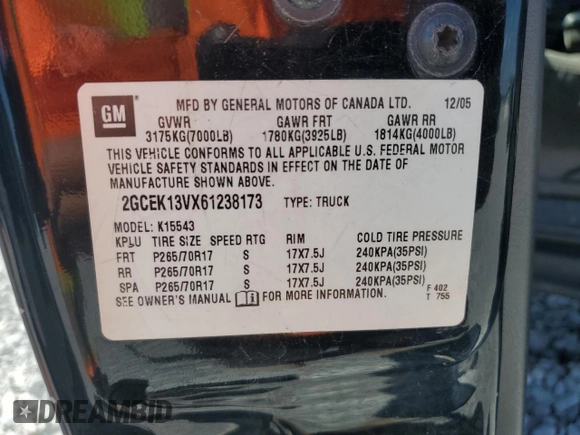 GM
MFD BY GENERAL MOTORS OF CANADA LTD. 12/05
GVWR GAWR FRT GAWR RR
3175KG(7000LB) 1780KG(3925LB) 1814KG(4000LB)
THIS VEHICLE CONFORMS TO ALL APPLICABLE U.S. FEDERAL MOTOR
VEHICLE SAFETY STANDARDS IN EFFECT ON THE DATE OF
MANUFACTURE SHOWN ABOVE.
2GCEK13VX61238173 TYPE: TRUCK
MODEL: K15543
KPLU TIRE SIZE SPEED RTG RIM COLD TIRE PRESSURE
FRT P265/70R17 S 17X7.5J 240KPA(35PSI)
RR P265/70R17 S 17X7.5J 240KPA(35PSI)
SPA P265/70R17 S 17X7.5J 240KPA(35PSI)
SEE OWNER'S MANUAL FOR MORE INFORMATION.
F 402
T 755
DREAMBID